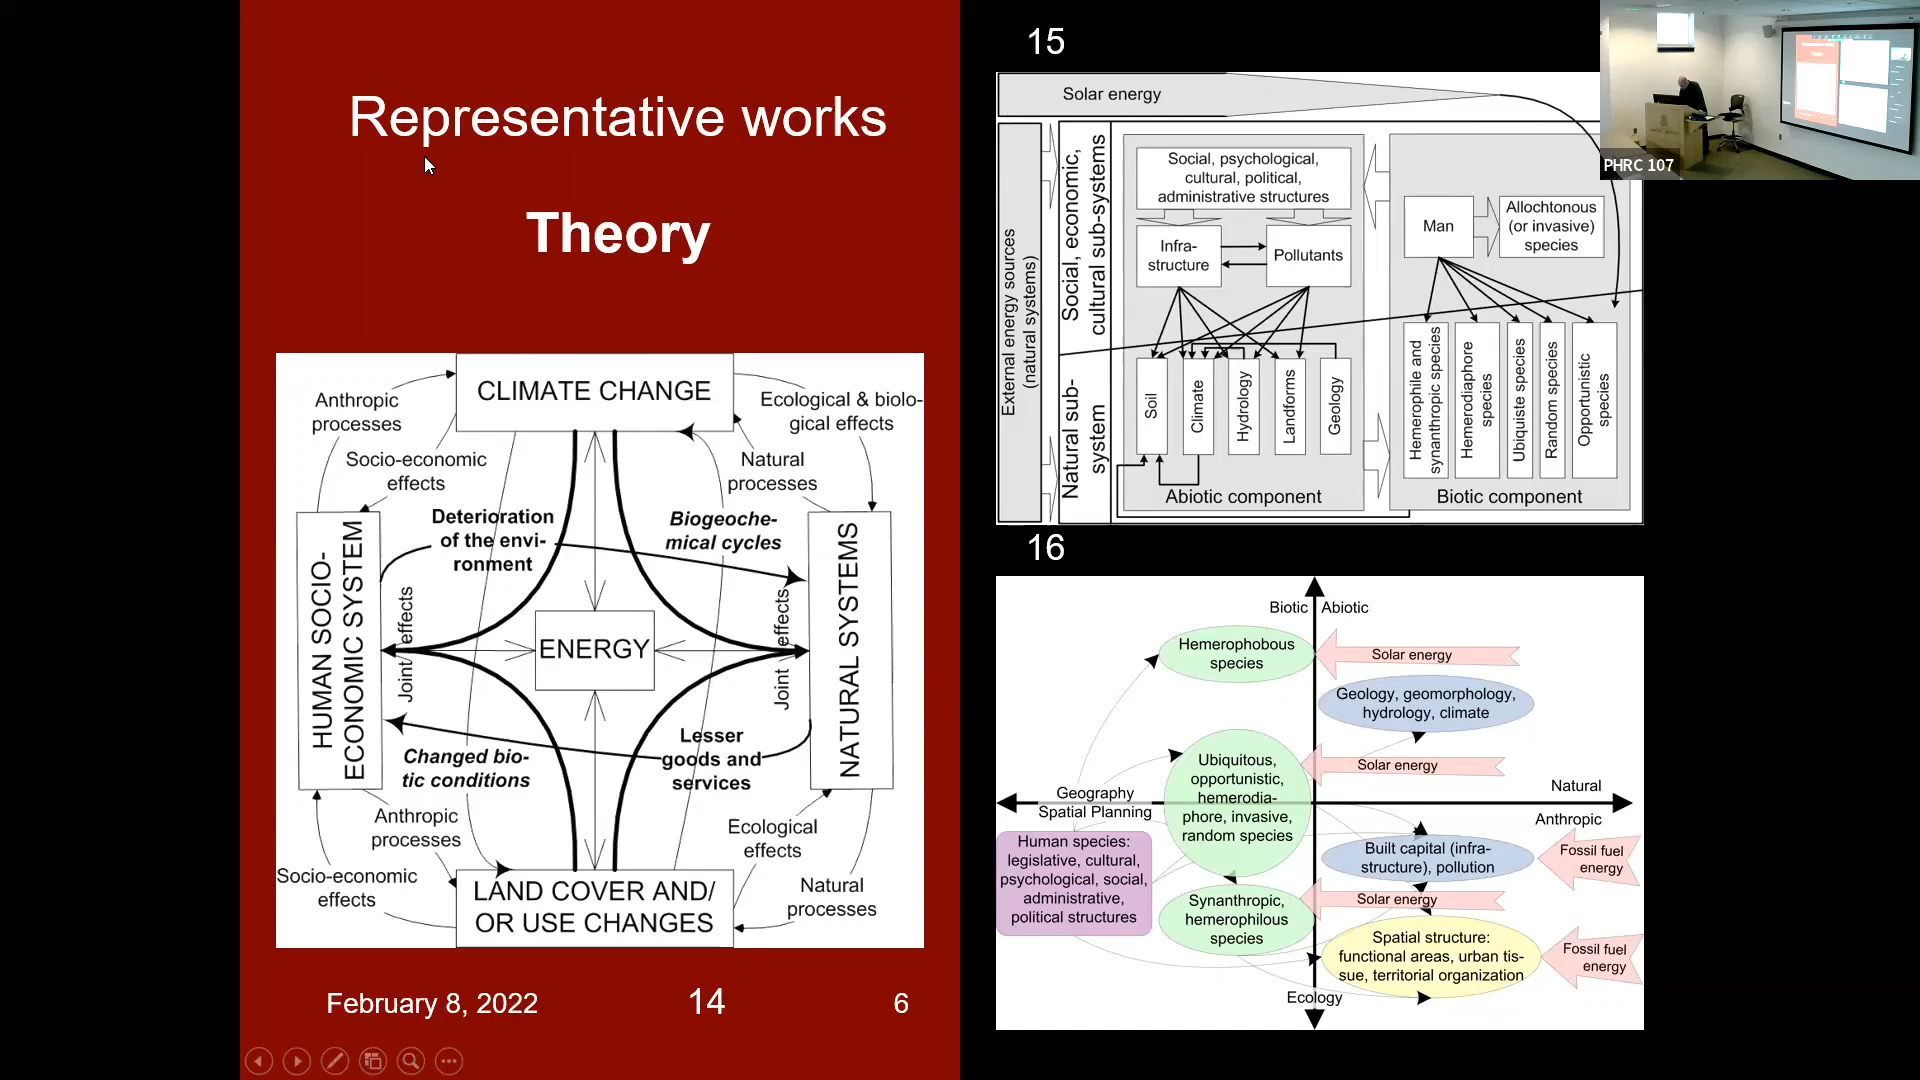 Representative works
Theory
CLIMATE CHANGE
Anthropic
processes
Ecological & biolo-
gical effects
Socio-economic
effects
Natural
processes
Deterioration
of the envi-
ronment
Biogeoche-
mical cycles
HUMAN SOCIO-
ECONOMIC SYSTEM
Joint effects
ENERGY
Joint effects
NATURAL SYSTEMS
Changed bio-
tic conditions
Lesser
goods and
services
Anthropic
processes
Ecological
effects
Socio-economic
effects
Natural
processes
LAND COVER AND/
OR USE CHANGES
February 8, 2022
14
6
15
Solar energy
External energy sources
(natural systems)
Social, economic,
cultural sub-systems
Natural sub-
system
Social, psychological,
cultural, political,
administrative structures
Infra-
structure
Pollutants
Man
Allochtonous
(or invasive)
species
Soil
Climate
Hydrology
Landforms
Geology
Abiotic component
Hemerophile and
synanthropic species
Hemerodiaphore
species
Ubiquiste species
Random species
Opportunistic
species
Biotic component
16
Biotic
Abiotic
Hemerophobous
species
Solar energy
Geology, geomorphology,
hydrology, climate
Ubiquitous,
opportunistic,
hemerodia-
phore, invasive,
random species
Solar energy
Geography
Spatial Planning
Natural
Anthropic
Human species:
legislative, cultural,
psychological, social,
administrative,
political structures
Built capital (infra-
structure), pollution
Fossil fuel
energy
Synanthropic,
hemerophilous
species
Solar energy
Spatial structure:
functional areas, urban tis-
sue, territorial organization
Fossil fuel
energy
Ecology
PHRC 107